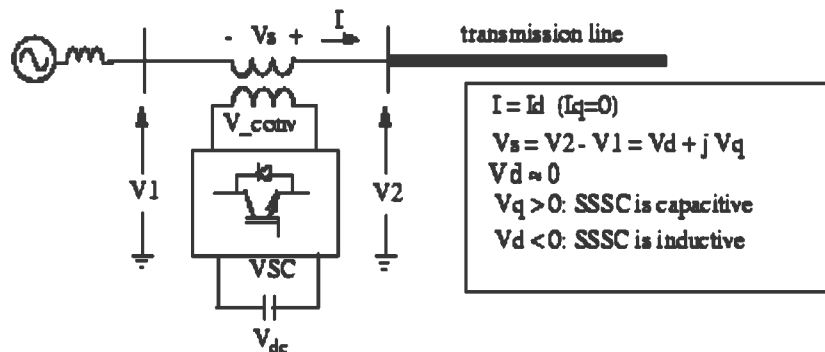 I
- Vs +
transmission line
V_conv
V1
V2
VSC
Vdc
I = Id (Iq=0)
Vs = V2 - V1 = Vd + j Vq
Vd ≈ 0
Vq > 0: SSSC is capacitive
Vd < 0: SSSC is inductive